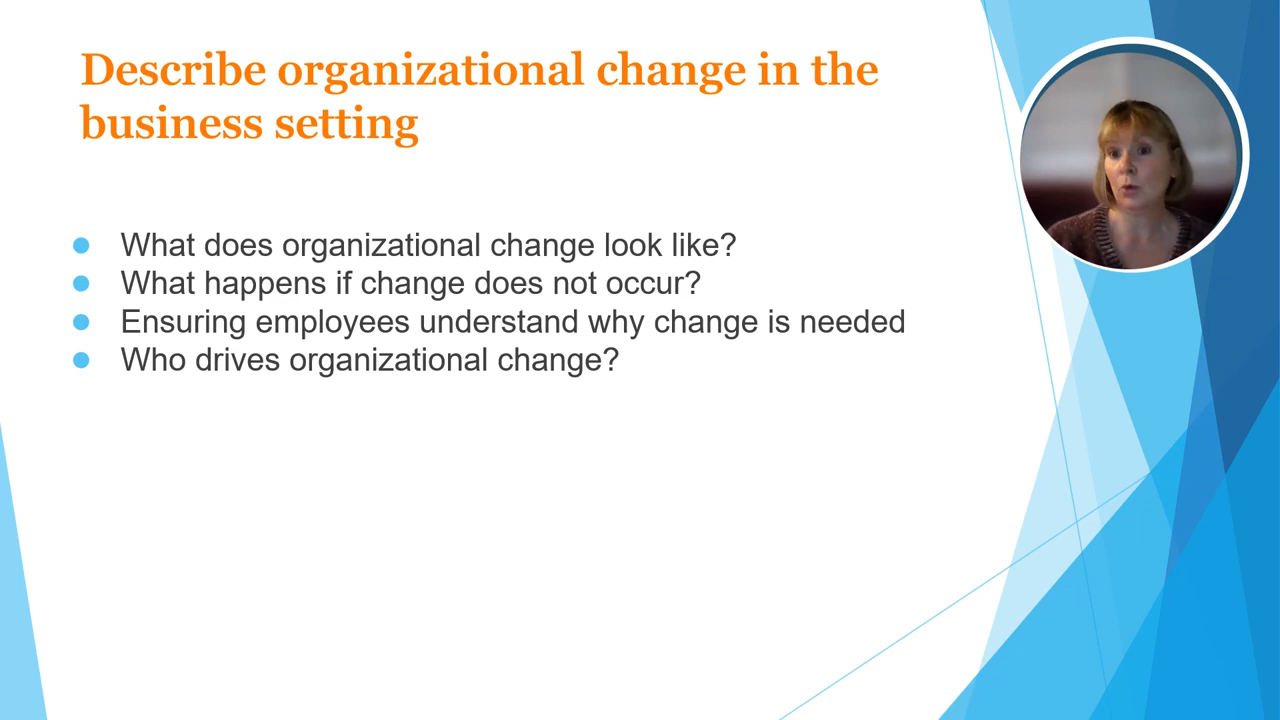 Describe organizational change in the
business setting
What does organizational change look like?
What happens if change does not occur?
Ensuring employees understand why change is needed
Who drives organizational change?